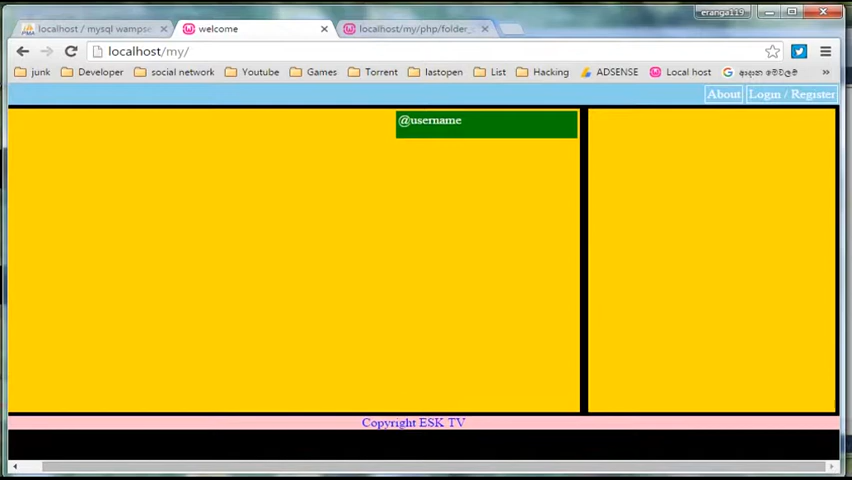 eranga119
localhost / mysql wampse
welcome
localhost/my/php/folder_
localhost/my/
junk
Developer
social network
Youtube
Games
Torrent
lastopen
List
Hacking
ADSENSE
Local host
»
About
Login / Register
@username
Copyright ESK TV